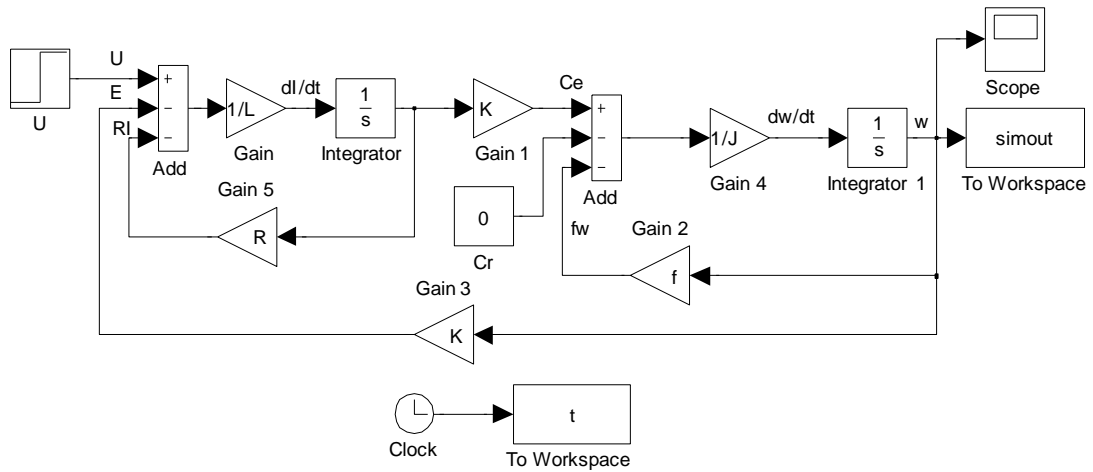 U
E
RI
+
−
−
U
Add
1/L
Gain
dI/dt
1
s
Integrator
K
Gain 1
Ce
+
−
−
Add
1/J
Gain 4
dw/dt
1
s
Integrator 1
w
Scope
simout
To Workspace
Gain 5
R
0
Cr
fw
Gain 2
f
Gain 3
K
Clock
t
To Workspace